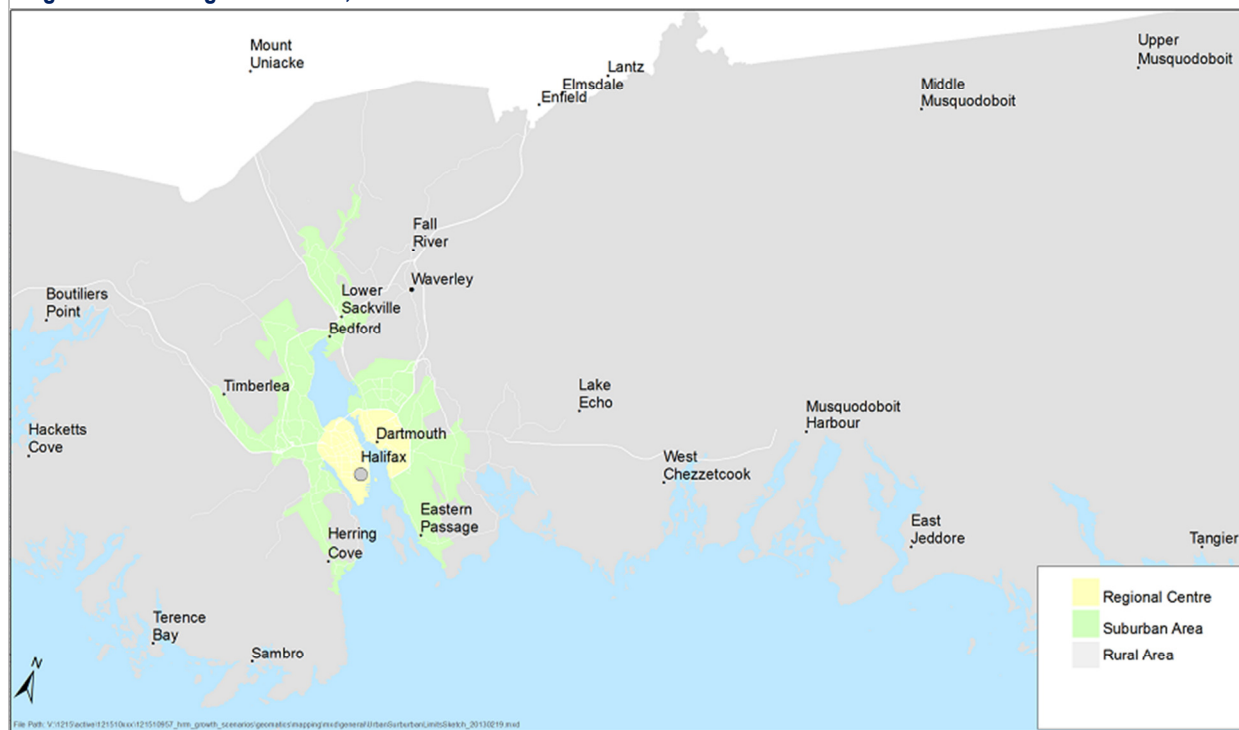 Mount
Uniacke
Upper
Musquodoboit
Lantz
Elmsdale
Enfield
Middle
Musquodoboit
Fall
River
Waverley
Boutiliers
Point
Lower
Sackville
Bedford
Timberlea
Lake
Echo
Musquodoboit
Harbour
Hacketts
Cove
Dartmouth
Halifax
West
Chezzetcook
Eastern
Passage
East
Jeddore
Tangier
Herring
Cove
Terence
Bay
Sambro
N
Regional Centre
Suburban Area
Rural Area